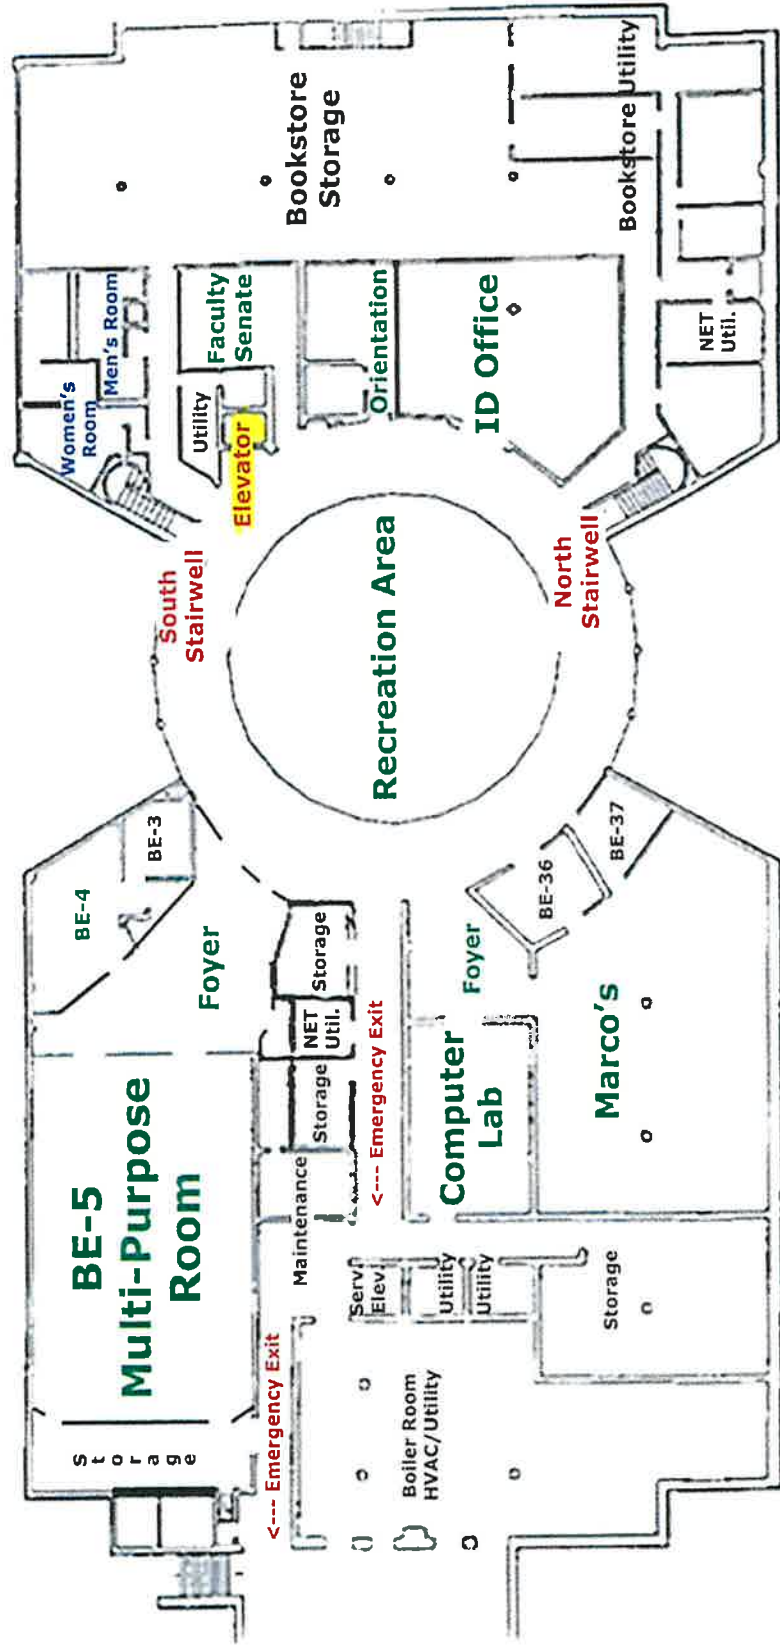 BE-5
Multi-Purpose
Room
Storage
<--- Emergency Exit
Foyer
BE-4
BE-3
Storage
NET
Util.
Storage
Maintenance
<--- Emergency Exit
Serv.
Elev.
Utility
Utility
Storage
Boiler Room
HVAC/Utility
Computer
Lab
Foyer
BE-36
BE-37
Marco's
Recreation Area
South
Stairwell
North
Stairwell
Women's
Room
Men's Room
Utility
Elevator
Faculty
Senate
Orientation
ID Office
Bookstore
Storage
Bookstore Utility
NET
Util.